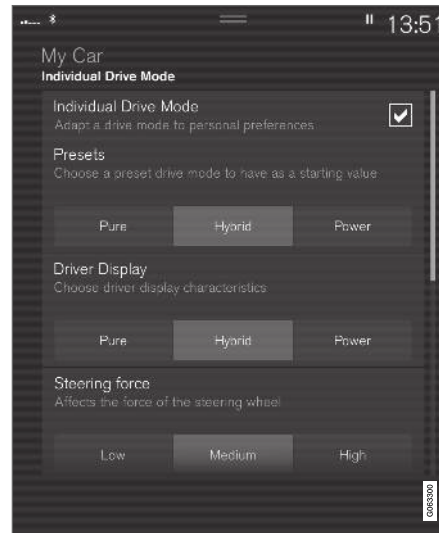 13:51
My Car
Individual Drive Mode
Individual Drive Mode
Adapt a drive mode to personal preferences
Presets
Choose a preset drive mode to have as a starting value
Pure Hybrid Power
Driver Display
Choose driver display characteristics
Pure Hybrid Power
Steering force
Affects the force of the steering wheel
Low Medium High
G063300